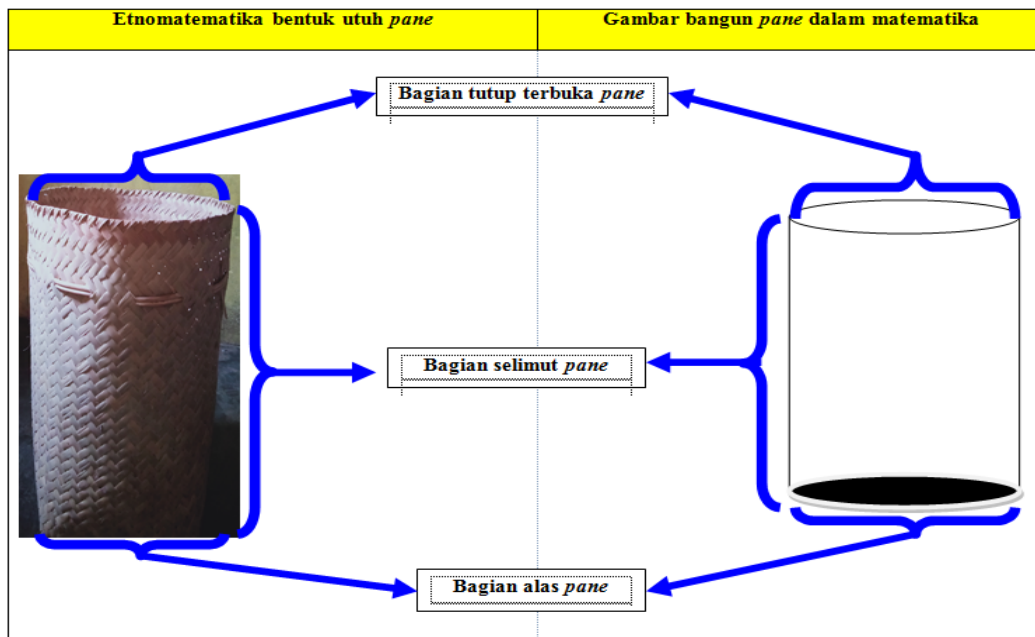 Etnomatematika bentuk utuh pane
Gambar bangun pane dalam matematika
Bagian tutup terbuka pane
Bagian selimut pane
Bagian alas pane